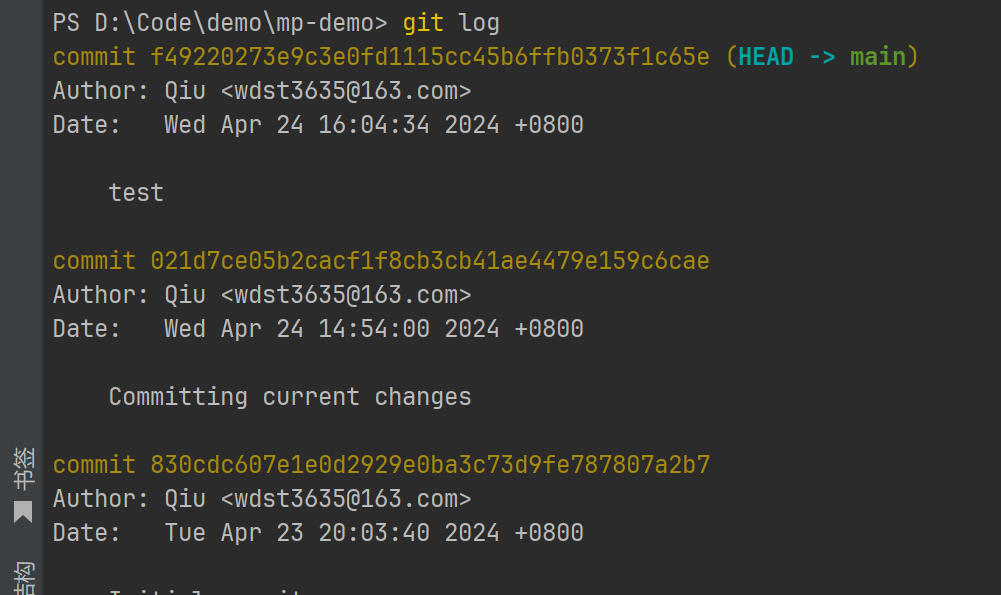 PS D:\Code\demo\mp-demo> git log
commit f49220273e9c3e0fd1115cc45b6ffb0373f1c65e (HEAD -> main)
Author: Qiu <wdst3635@163.com>
Date:   Wed Apr 24 16:04:34 2024 +0800
test
commit 021d7ce05b2cacf1f8cb3cb41ae4479e159c6cae
Author: Qiu <wdst3635@163.com>
Date:   Wed Apr 24 14:54:00 2024 +0800
Committing current changes
commit 830cdc607e1e0d2929e0ba3c73d9fe787807a2b7
Author: Qiu <wdst3635@163.com>
Date:   Tue Apr 23 20:03:40 2024 +0800
书签
结构